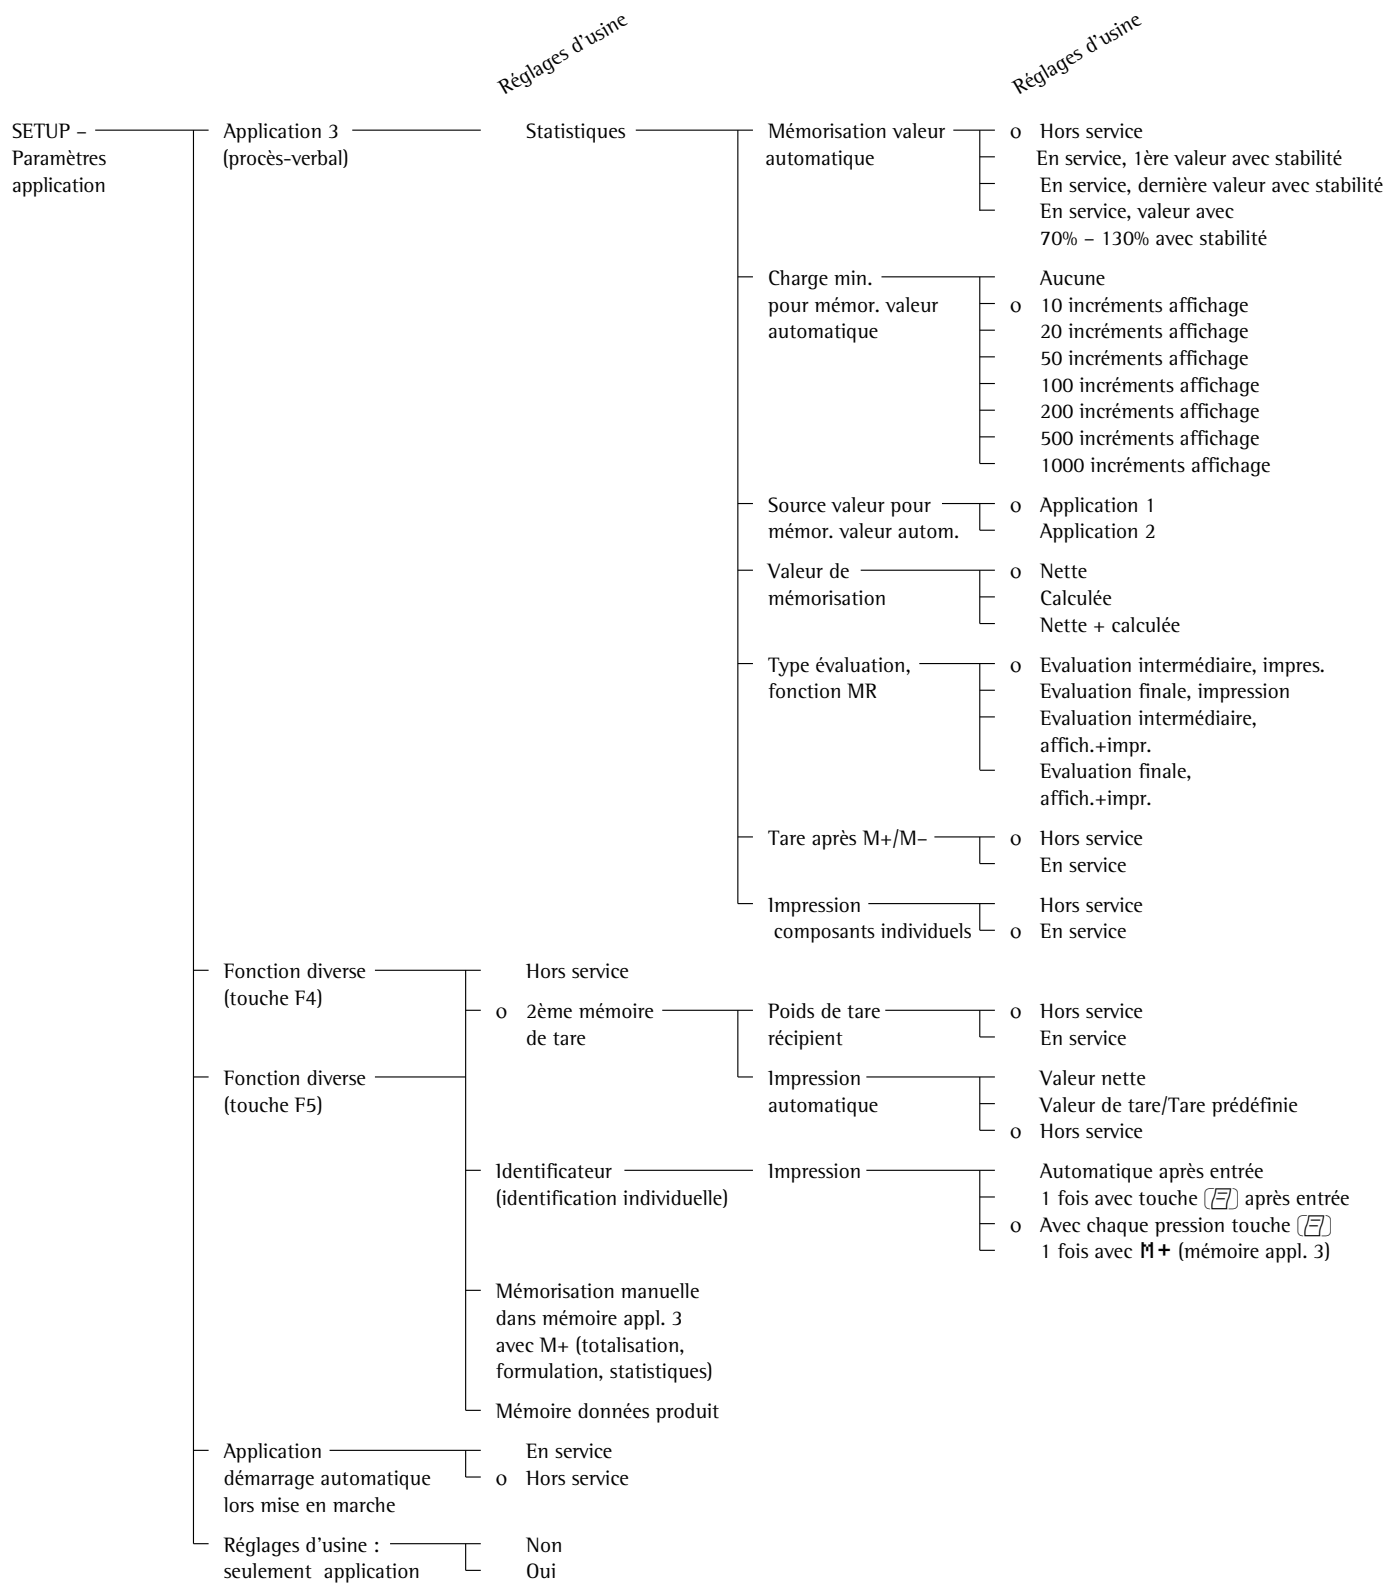 Réglages d'usine
Réglages d'usine
SETUP –
Paramètres
application
Application 3
(procès-verbal)
Statistiques
Mémorisation valeur
automatique
o Hors service
En service, 1ère valeur avec stabilité
En service, dernière valeur avec stabilité
En service, valeur avec
70% – 130% avec stabilité
Charge min.
pour mémor. valeur
automatique
Aucune
o 10 incréments affichage
20 incréments affichage
50 incréments affichage
100 incréments affichage
200 incréments affichage
500 incréments affichage
1000 incréments affichage
Source valeur pour
mémor. valeur autom.
o Application 1
Application 2
Valeur de
mémorisation
o Nette
Calculée
Nette + calculée
Type évaluation,
fonction MR
o Evaluation intermédiaire, impres.
Evaluation finale, impression
Evaluation intermédiaire,
affich.+impr.
Evaluation finale,
affich.+impr.
Tare après M+/M–
o Hors service
En service
Impression
composants individuels
Hors service
o En service
Fonction diverse
(touche F4)
Hors service
o 2ème mémoire
de tare
Poids de tare
récipient
o Hors service
En service
Fonction diverse
(touche F5)
Impression
automatique
Valeur nette
Valeur de tare/Tare prédéfinie
o Hors service
Identificateur
(identification individuelle)
Impression
Automatique après entrée
1 fois avec touche après entrée
o Avec chaque pression touche
1 fois avec M+ (mémoire appl. 3)
Mémorisation manuelle
dans mémoire appl. 3
avec M+ (totalisation,
formulation, statistiques)
Mémoire données produit
Application
démarrage automatique
lors mise en marche
En service
o Hors service
Réglages d'usine :
seulement application
Non
Oui